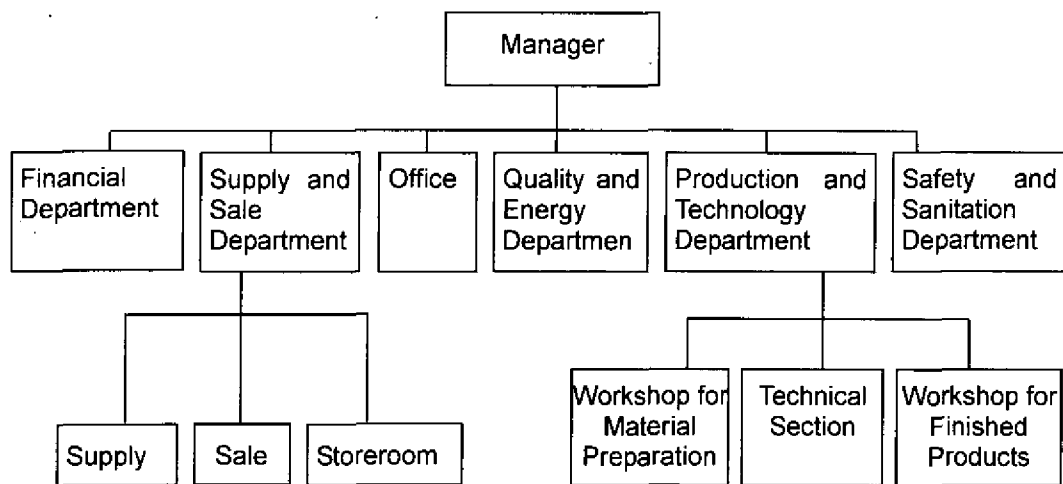 Manager
Financial
Department
Supply and
Sale
Department
Office
Quality and
Energy
Departmen
Production and
Technology
Department
Safety and
Sanitation
Department
Supply
Sale
Storeroom
Workshop for
Material
Preparation
Technical
Section
Workshop for
Finished
Products